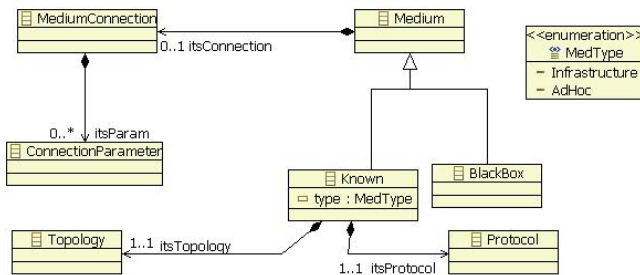 MediumConnection
Medium
<<enumeration>>
MedType
Infrastructure
AdHoc
0..1 itsConnection
0..* itsParam
ConnectionParameter
Known
type : MedType
BlackBox
Topology
1..1 itsTopology
1..1 itsProtocol
Protocol